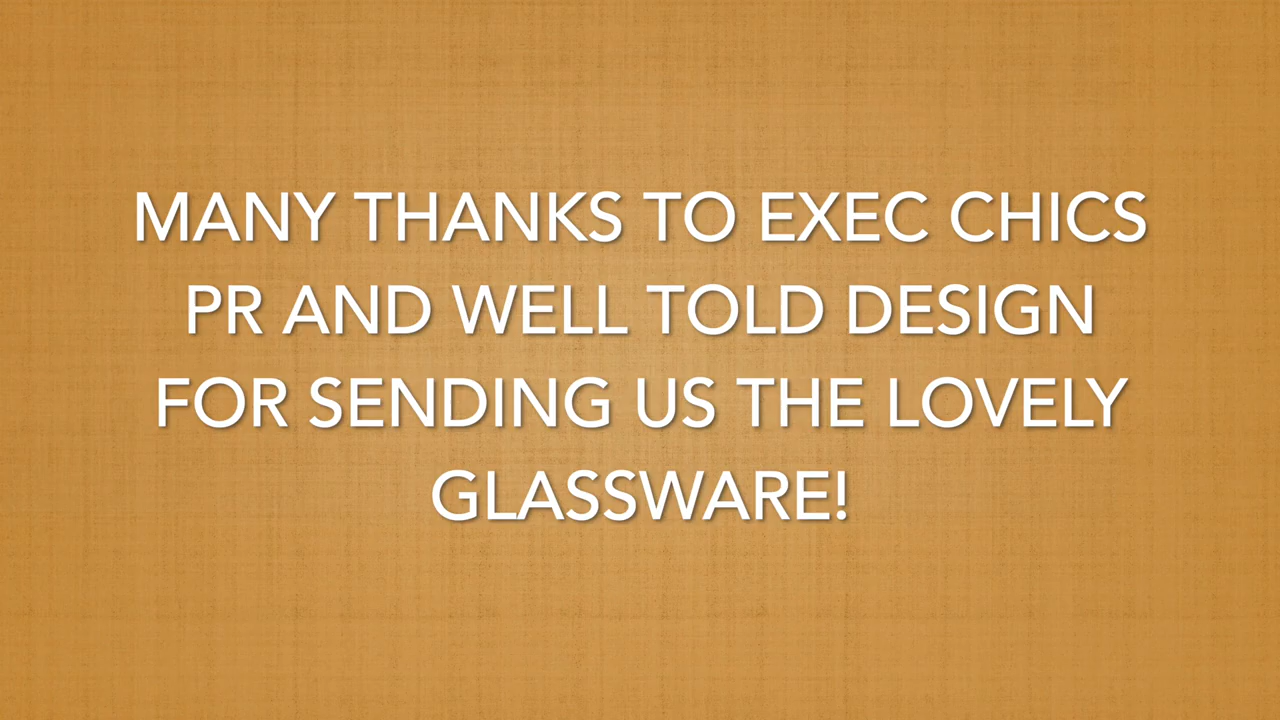 MANY THANKS TO EXEC CHICS
PR AND WELL TOLD DESIGN
FOR SENDING US THE LOVELY
GLASSWARE!